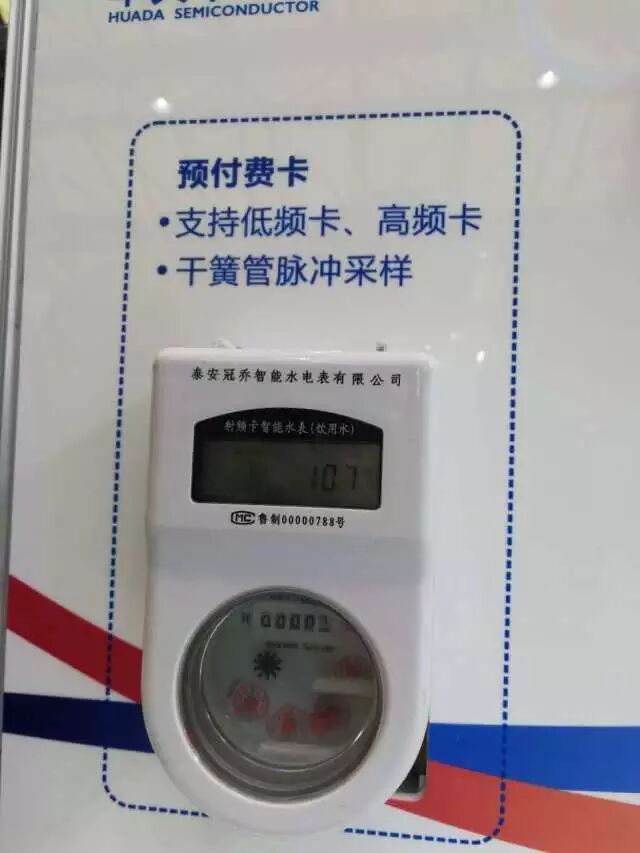 HUADA SEMICONDUCTOR
预付费卡
•支持低频卡、高频卡
•干簧管脉冲采样
泰安冠乔智能水电表有限公司
射频卡智能水表(饮用水)
107
MC 鲁制00000788号